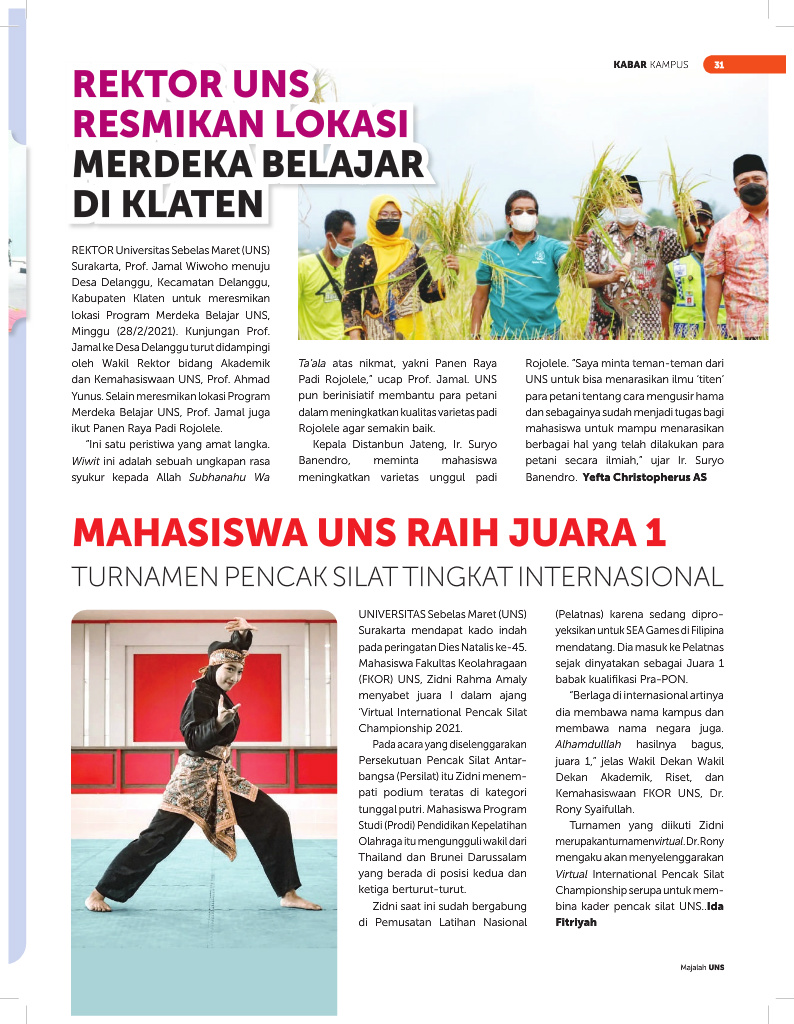 KABAR KAMPUS 31
REKTOR UNS
RESMIKAN LOKASI
MERDEKA BELAJAR
DI KLATEN
REKTOR Universitas Sebelas Maret (UNS)
Surakarta, Prof. Jamal Wiwoho menuju
Desa Delanggu, Kecamatan Delanggu,
Kabupaten Klaten untuk meresmikan
lokasi Program Merdeka Belajar UNS,
Minggu (28/2/2021). Kunjungan Prof.
Jamal ke Desa Delanggu turut didampingi
oleh Wakil Rektor bidang Akademik
dan Kemahasiswaan UNS, Prof. Ahmad
Yunus. Selain meresmikan lokasi Program
Merdeka Belajar UNS, Prof. Jamal juga
ikut Panen Raya Padi Rojolele.
"Ini satu peristiwa yang amat langka.
Wiwit ini adalah sebuah ungkapan rasa
syukur kepada Allah Subhanahu Wa
Ta'ala atas nikmat, yakni Panen Raya
Padi Rojolele," ucap Prof. Jamal. UNS
pun berinisiatif membantu para petani
dalam meningkatkan kualitas varietas padi
Rojolele agar semakin baik.
Kepala Distanbun Jateng, Ir. Suryo
Banendro, meminta mahasiswa
meningkatkan varietas unggul padi
Rojolele. "Saya minta teman-teman dari
UNS untuk bisa menarasikan ilmu 'titen'
para petani tentang cara mengusir hama
dan sebagainya sudah menjadi tugas bagi
mahasiswa untuk mampu menarasikan
berbagai hal yang telah dilakukan para
petani secara ilmiah," ujar Ir. Suryo
Banendro. Yefta Christopherus AS
MAHASISWA UNS RAIH JUARA 1
TURNAMEN PENCAK SILAT TINGKAT INTERNASIONAL
UNIVERSITAS Sebelas Maret (UNS)
Surakarta mendapat kado indah
pada peringatan Dies Natalis ke-45.
Mahasiswa Fakultas Keolahragaan
(FKOR) UNS, Zidni Rahma Amaly
menyabet juara I dalam ajang
'Virtual International Pencak Silat
Championship 2021.
Pada acara yang diselenggarakan
Persekutuan Pencak Silat Antar-
bangsa (Persilat) itu Zidni menem-
pati podium teratas di kategori
tunggal putri. Mahasiswa Program
Studi (Prodi) Pendidikan Kepelatihan
Olahraga itu mengungguli wakil dari
Thailand dan Brunei Darussalam
yang berada di posisi kedua dan
ketiga berturut-turut.
Zidni saat ini sudah bergabung
di Pemusatan Latihan Nasional
(Pelatnas) karena sedang dipro-
yeksikan untuk SEA Games di Filipina
mendatang. Dia masuk ke Pelatnas
sejak dinyatakan sebagai Juara 1
babak kualifikasi Pra-PON.
"Berlaga di internasional artinya
dia membawa nama kampus dan
membawa nama negara juga.
Alhamdulllah hasilnya bagus,
juara 1," jelas Wakil Dekan Wakil
Dekan Akademik, Riset, dan
Kemahasiswaan FKOR UNS, Dr.
Rony Syaifullah.
Turnamen yang diikuti Zidni
merupakan turnamen virtual. Dr. Rony
mengaku akan menyelenggarakan
Virtual International Pencak Silat
Championship serupa untuk mem-
bina kader pencak silat UNS..Ida
Fitriyah
Majalah UNS